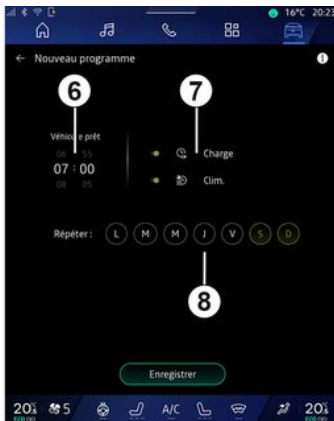 16°C 20:23
← Nouveau programme
6
7
Véhicule prêt
06 55
07 : 00
08 05
Charge
Clim.
Répéter : L M M J V S D
8
Enregistrer
20 5 A/C 20